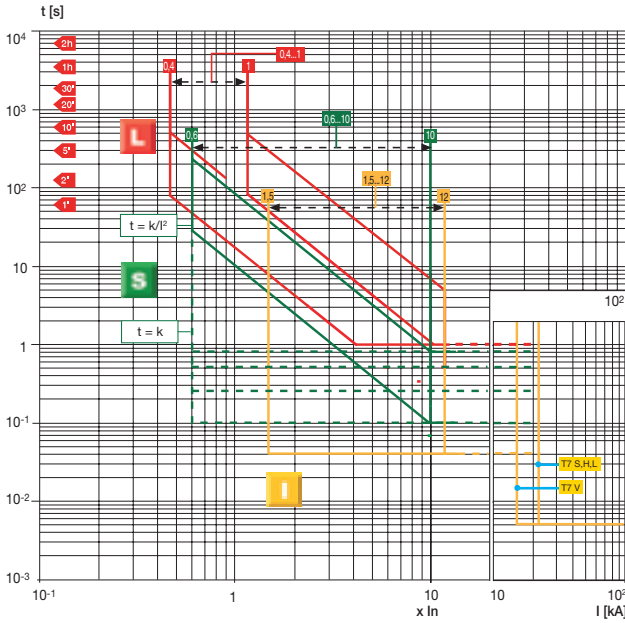 t [s]
10⁴
2h
1h
0,4
1
0,4...1
10³
30'
20'
10'
0,6
0,6...10
10
L
5'
10²
2'
1,5
1,5...12
12
1'
t = k/I²
10
S
10²
t = k
1
10⁻¹
T7 S,H,L
T7 V
I
10⁻²
10⁻³
10⁻¹
1
10
10
10²
x In
I [kA]